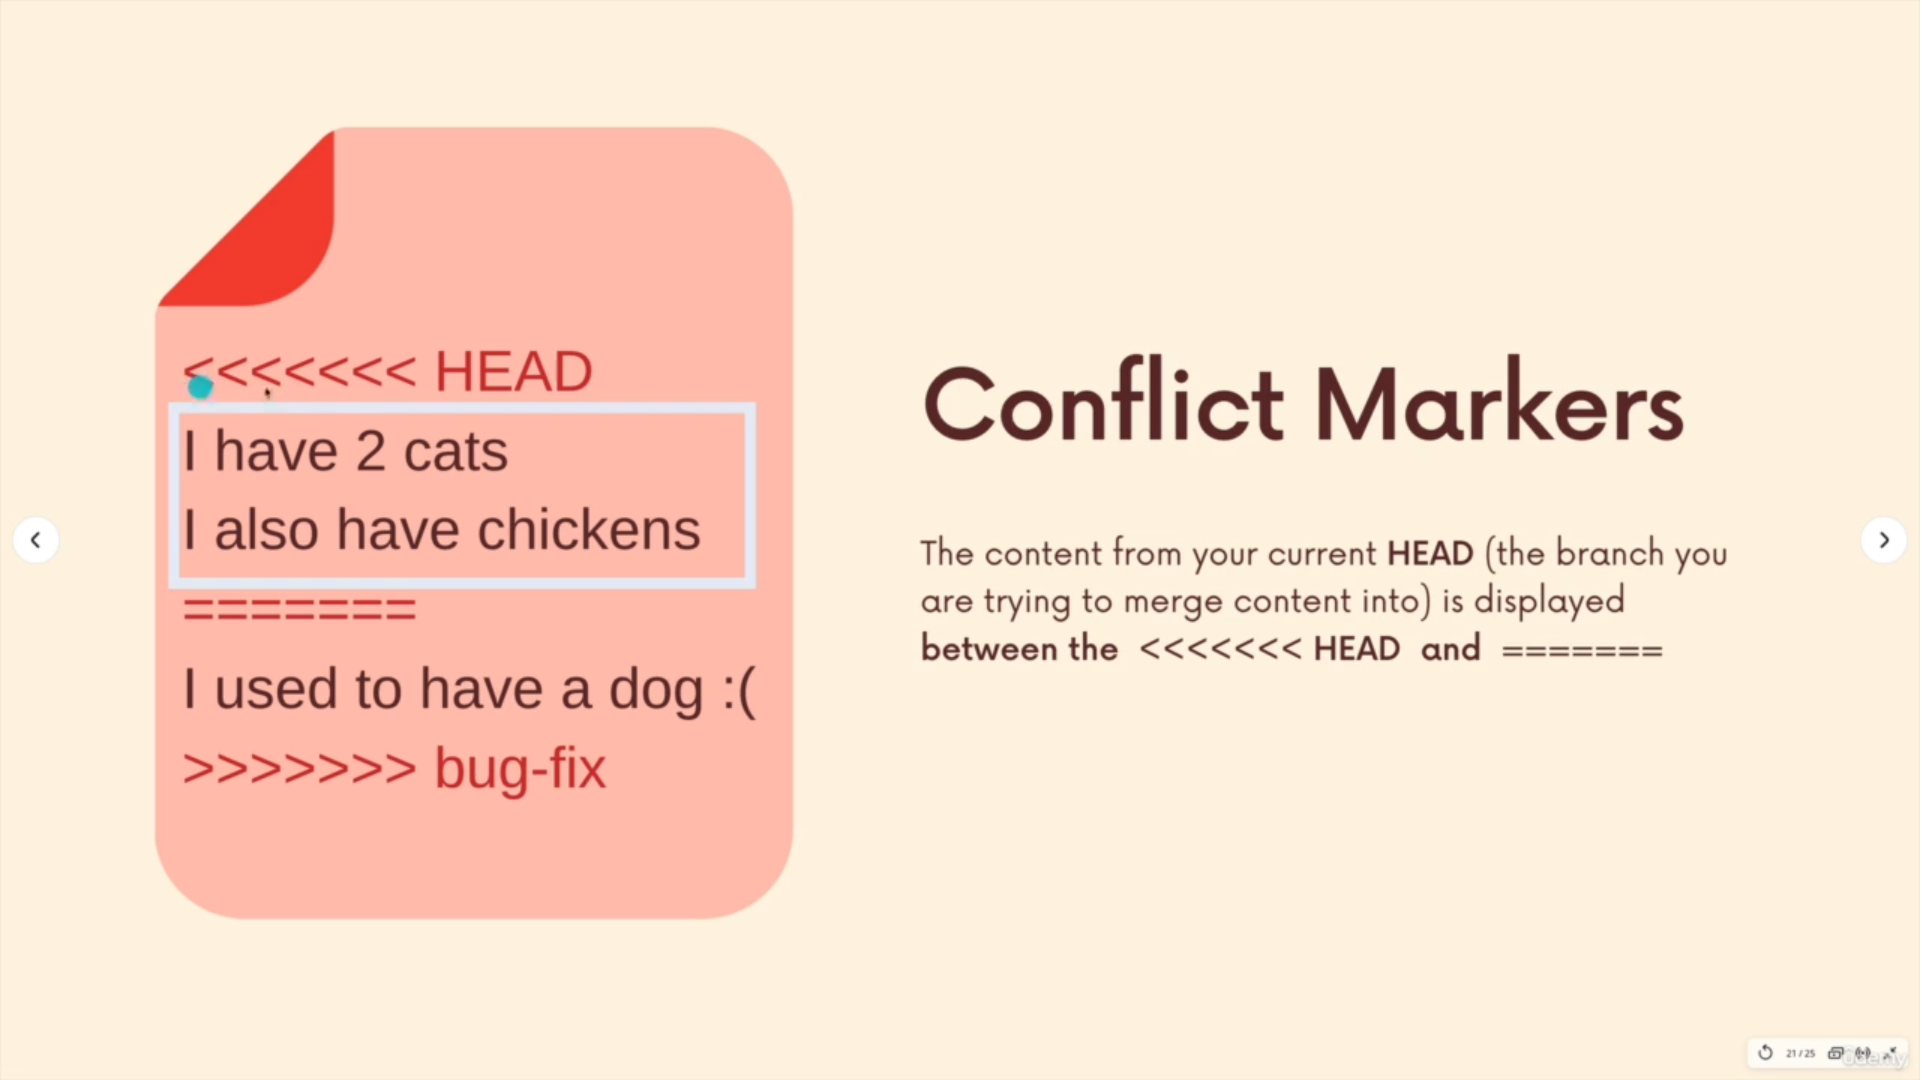 <<<<<<< HEAD
I have 2 cats
I also have chickens
=======
I used to have a dog :(
>>>>>>> bug-fix
Conflict Markers
The content from your current HEAD (the branch you
are trying to merge content into) is displayed
between the <<<<<<< HEAD and =======
21 / 25
ûdemy